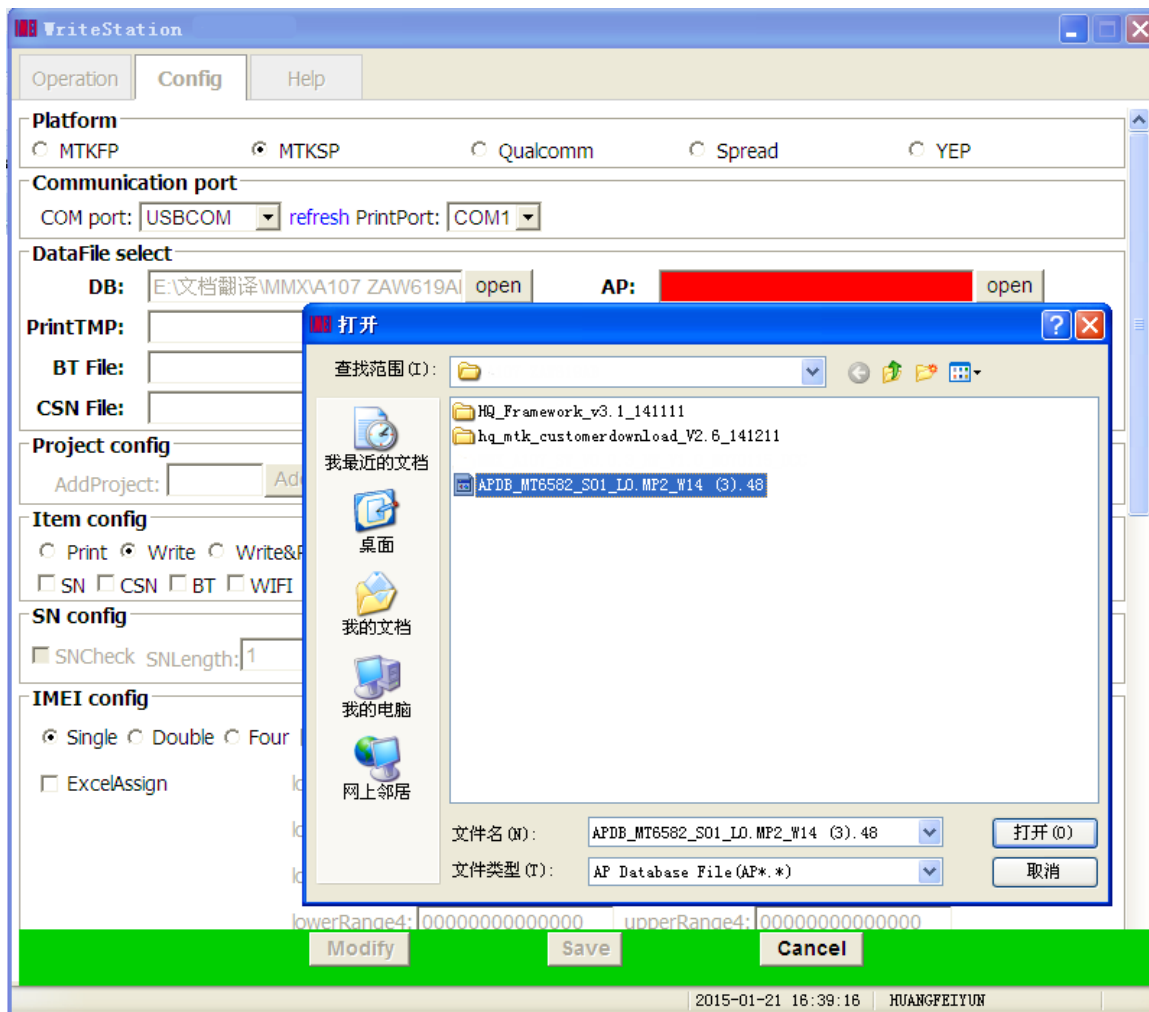 WriteStation
Operation Config Help
Platform
MTKFP MTKSP Qualcomm Spread YEP
Communication port
COM port: USBCOM refresh PrintPort: COM1
DataFile select
DB: E:\文档翻译\MMX\A107 ZAW619A open AP: open
PrintTMP:
打开
BT File:
查找范围(I):
CSN File:
HQ_Framework_v3.1_141111
hq_mtk_customerdownload_V2.6_141211
APDB_MT6582_S01_L0.MP2_W14 (3).48
我最近的文档
桌面
我的文档
我的电脑
网上邻居
文件名(N): APDB_MT6582_S01_L0.MP2_W14 (3).48 打开(O)
文件类型(T): AP Database File(AP*.*) 取消
Project config
AddProject: Ad
Item config
Print Write Write&
SN CSN BT WIFI
SN config
SNCheck SNLength: 1
IMEI config
Single Double Four
ExcelAssign
lowerRange4: 00000000000000 upperRange4: 00000000000000
Modify Save Cancel
2015-01-21 16:39:16 HUANGFEIYUN